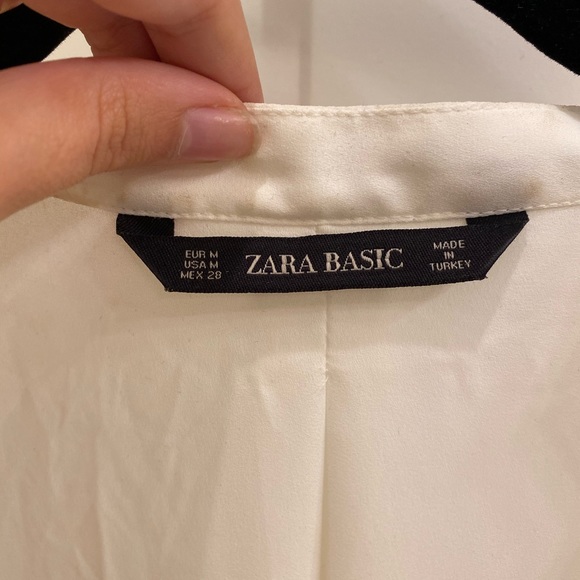 EUR M
USA M
MEX 28
ZARA BASIC
MADE
IN
TURKEY